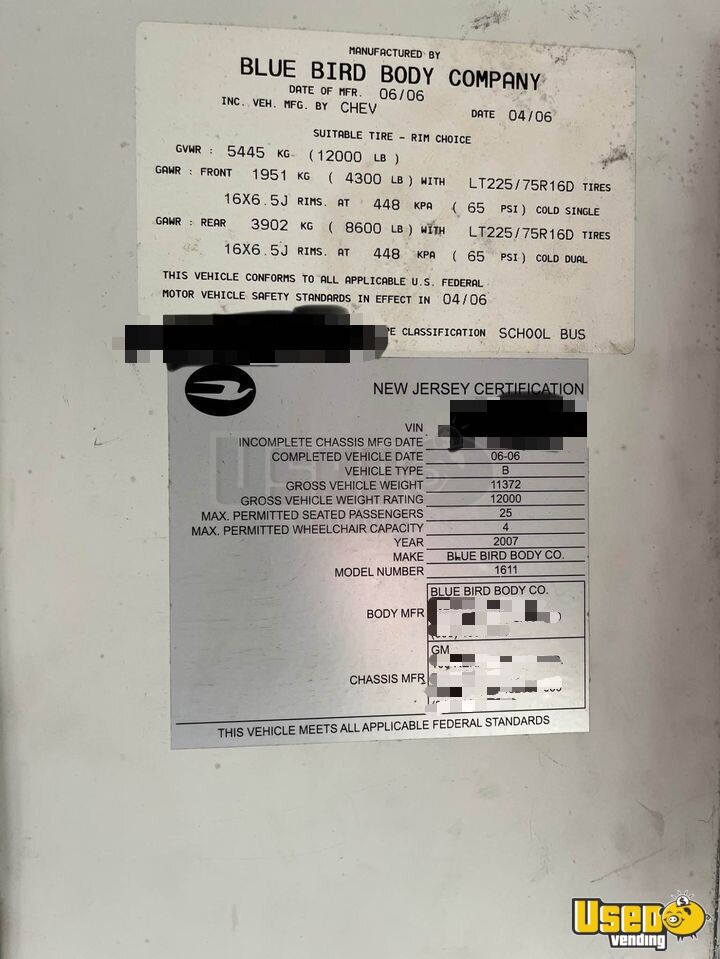 MANUFACTURED BY
BLUE BIRD BODY COMPANY
DATE OF MFR. 06/06
INC. VEH. MFG. BY CHEV DATE 04/06
SUITABLE TIRE - RIM CHOICE
GVWR : 5445 KG (12000 LB )
GAWR : FRONT 1951 KG ( 4300 LB ) WITH LT225/75R16D TIRES
16X6.5J RIMS. AT 448 KPA ( 65 PSI ) COLD SINGLE
GAWR : REAR 3902 KG ( 8600 LB ) WITH LT225/75R16D TIRES
16X6.5J RIMS. AT 448 KPA ( 65 PSI ) COLD DUAL
THIS VEHICLE CONFORMS TO ALL APPLICABLE U.S. FEDERAL
MOTOR VEHICLE SAFETY STANDARDS IN EFFECT IN 04/06
CLASSIFICATION SCHOOL BUS
NEW JERSEY CERTIFICATION
VIN
INCOMPLETE CHASSIS MFG DATE
COMPLETED VEHICLE DATE 06-06
VEHICLE TYPE B
GROSS VEHICLE WEIGHT 11372
GROSS VEHICLE WEIGHT RATING 12000
MAX. PERMITTED SEATED PASSENGERS 25
MAX. PERMITTED WHEELCHAIR CAPACITY 4
YEAR 2007
MAKE BLUE BIRD BODY CO.
MODEL NUMBER 1611
BLUE BIRD BODY CO.
BODY MFR
GM
CHASSIS MFR
THIS VEHICLE MEETS ALL APPLICABLE FEDERAL STANDARDS
Used
vending